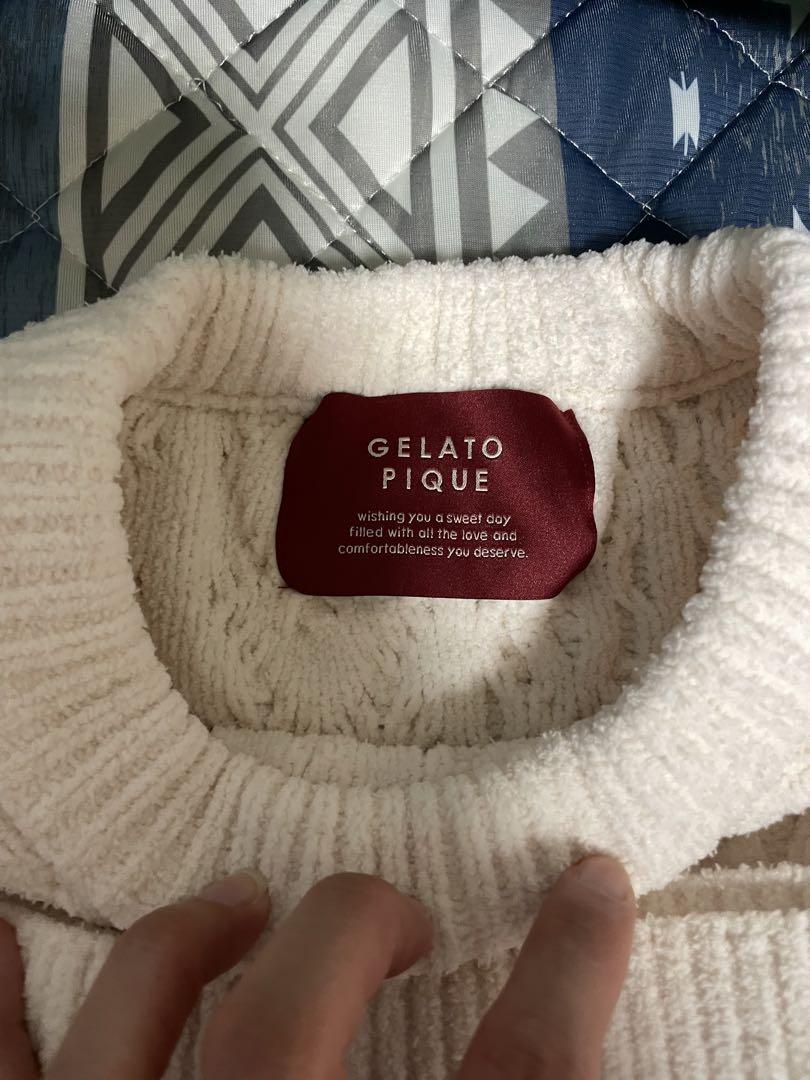 GELATO
PIQUE
wishing you a sweet day
filled with all the love and
comfortableness you deserve.